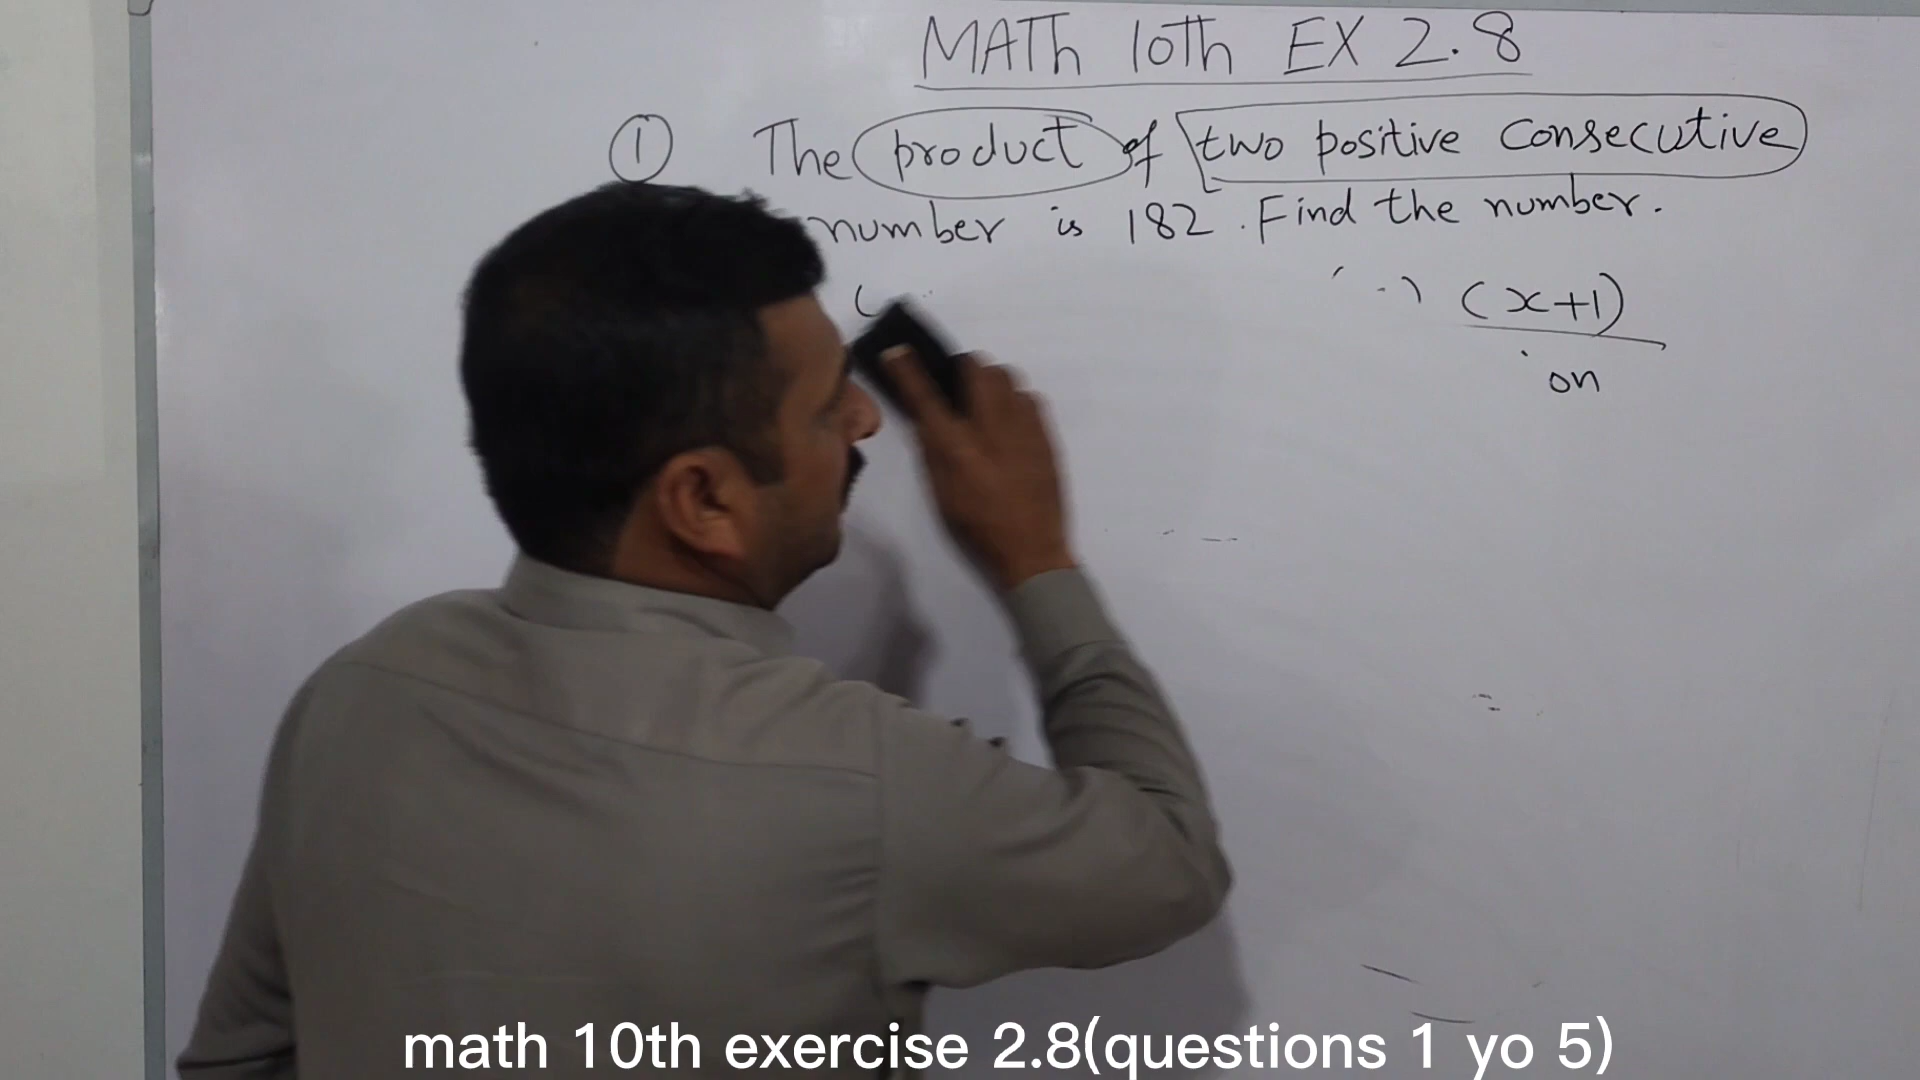 MATH 10th EX 2.8
① The product of two positive consecutive
number is 182. Find the number.
(x+1)
on
math 10th exercise 2.8(questions 1 yo 5)